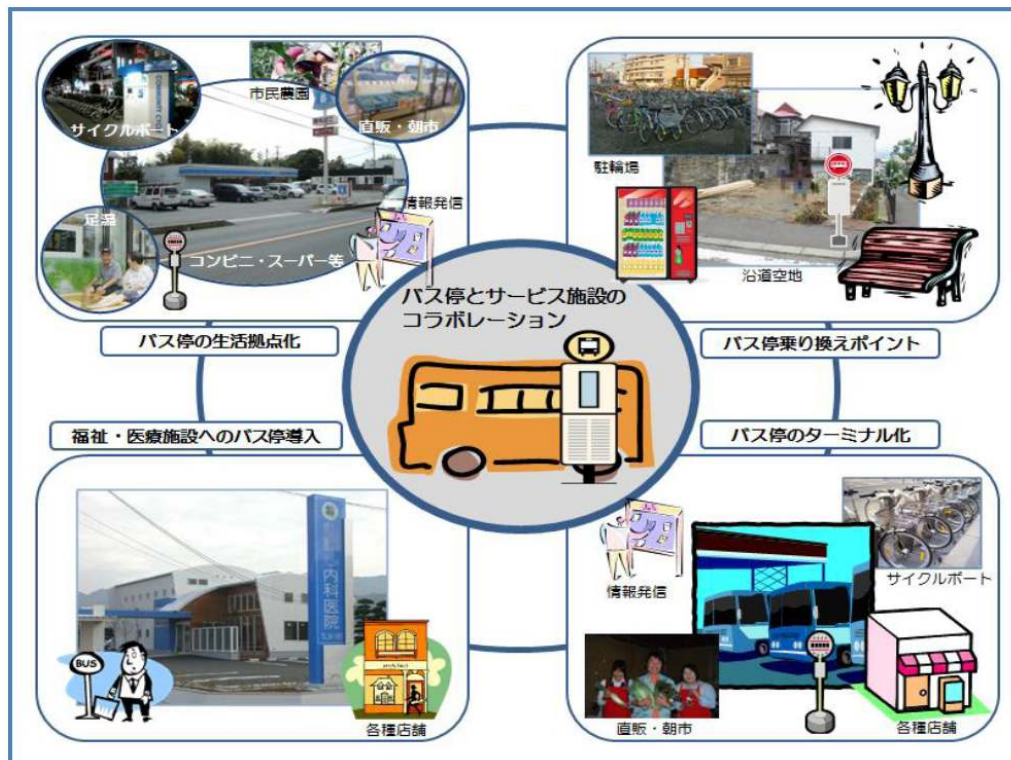 市民農園
サイクルポート
直販・朝市
COMMUNITY CYC
足湯
情報発信
コンビニ・スーパー等
バス停の生活拠点化
駐輪場
沿道空地
バス停乗り換えポイント
バス停とサービス施設の
コラボレーション
福祉・医療施設へのバス停導入
内科医院
BUS
各種店舗
バス停のターミナル化
サイクルポート
情報発信
直販・朝市
各種店舗